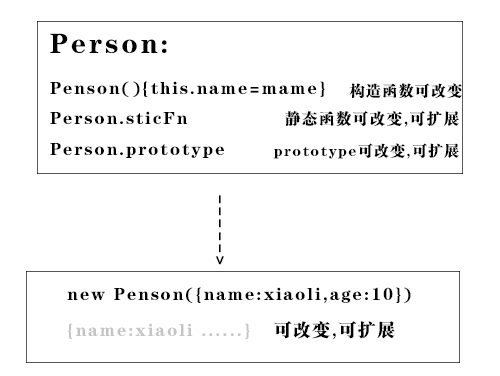 Person:
Penson(){this.name=mame} 构造函数可改变
Person.sticFn 静态函数可改变,可扩展
Person.prototype prototype可改变,可扩展
new Penson({name:xiaoli,age:10})
{name:xiaoli ......} 可改变,可扩展